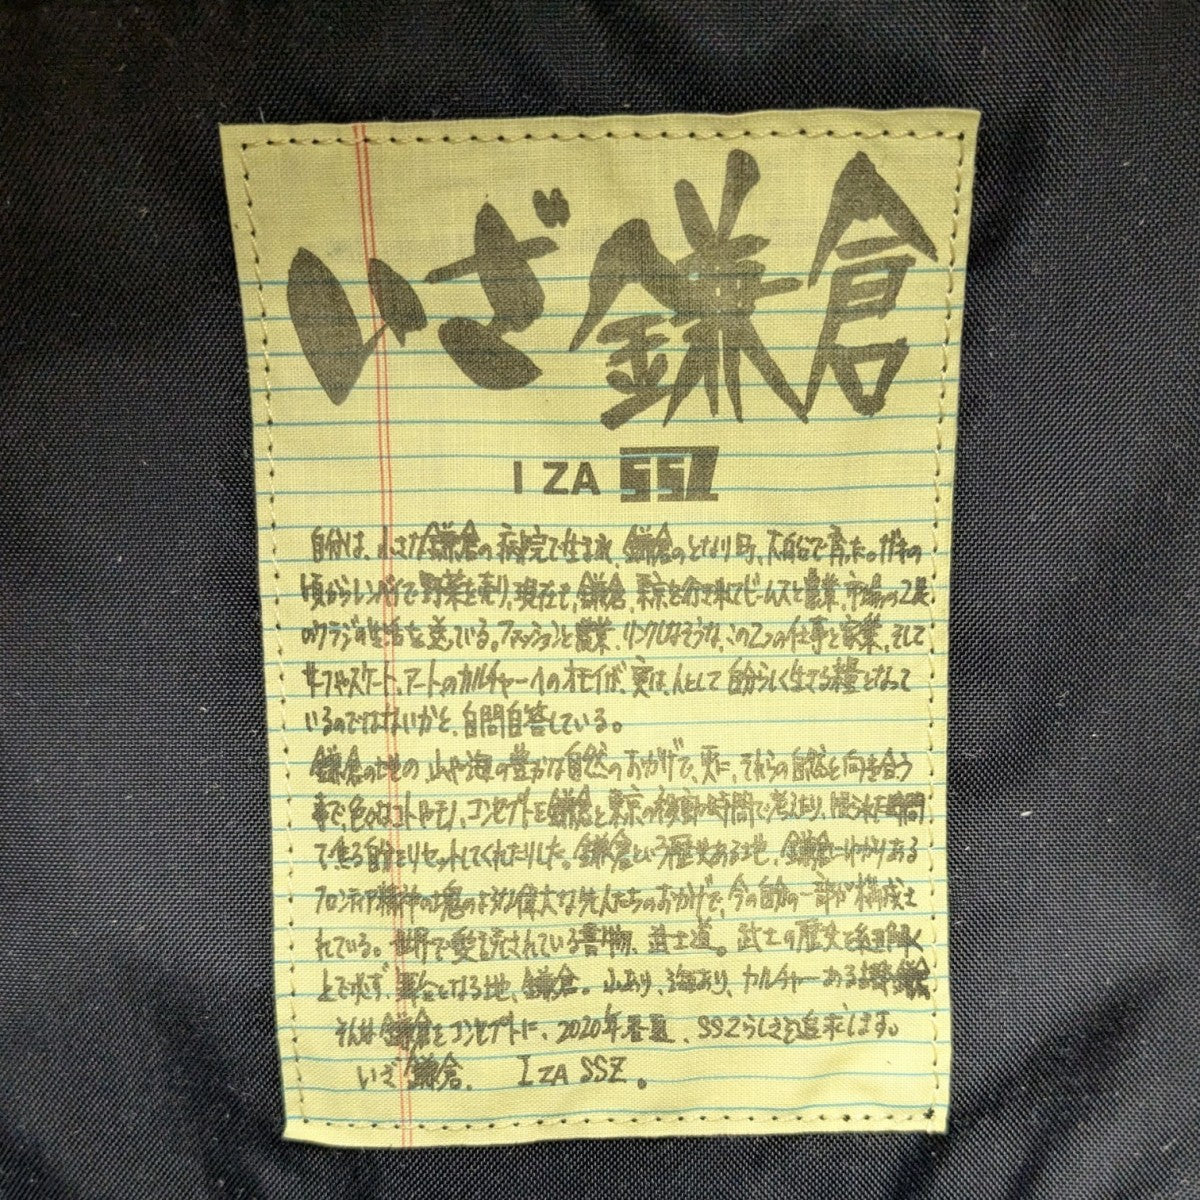 いざ鎌倉
I ZA SSZ
自分は、小さな鎌倉の病院で生まれ、鎌倉のとなり町、大船で育った。ガキの
頃からレンバイで野菜を売り、現在も、鎌倉、東京を行き来してビームスと農業、市場の2足
のワラジの生活を送っている。ファッションと農業、リンクしなそうな、この2つの仕事と家業、そして
サーフやスケート、アートのカルチャーへのオモイが、実は、人として自分らしく生きる糧となって
いるのではないかと、自問自答している。
鎌倉の土地の、山や海の豊かな自然のおかげで、更に、それらの自然と向き合う
事で、色々なコトやモノ、コンセプトを鎌倉と東京の移動の時間で考えたり、限られた時間
で焦る自分をリセットしてくれたりした。鎌倉という歴史ある地、鎌倉にゆかりある
フロンティア精神の塊のような偉大な先人たちのおかげで、今の自分の一部が構成さ
れている。世界で愛読されている書物、武士道。武士の歴史を紐解く
上で必ず、舞台となる地、鎌倉。山あり、海あり、カルチャーある 鎌倉
そんな鎌倉をコンセプトに、2020年春夏、SSZらしさを追求します。
いざ鎌倉。 I ZA SSZ。